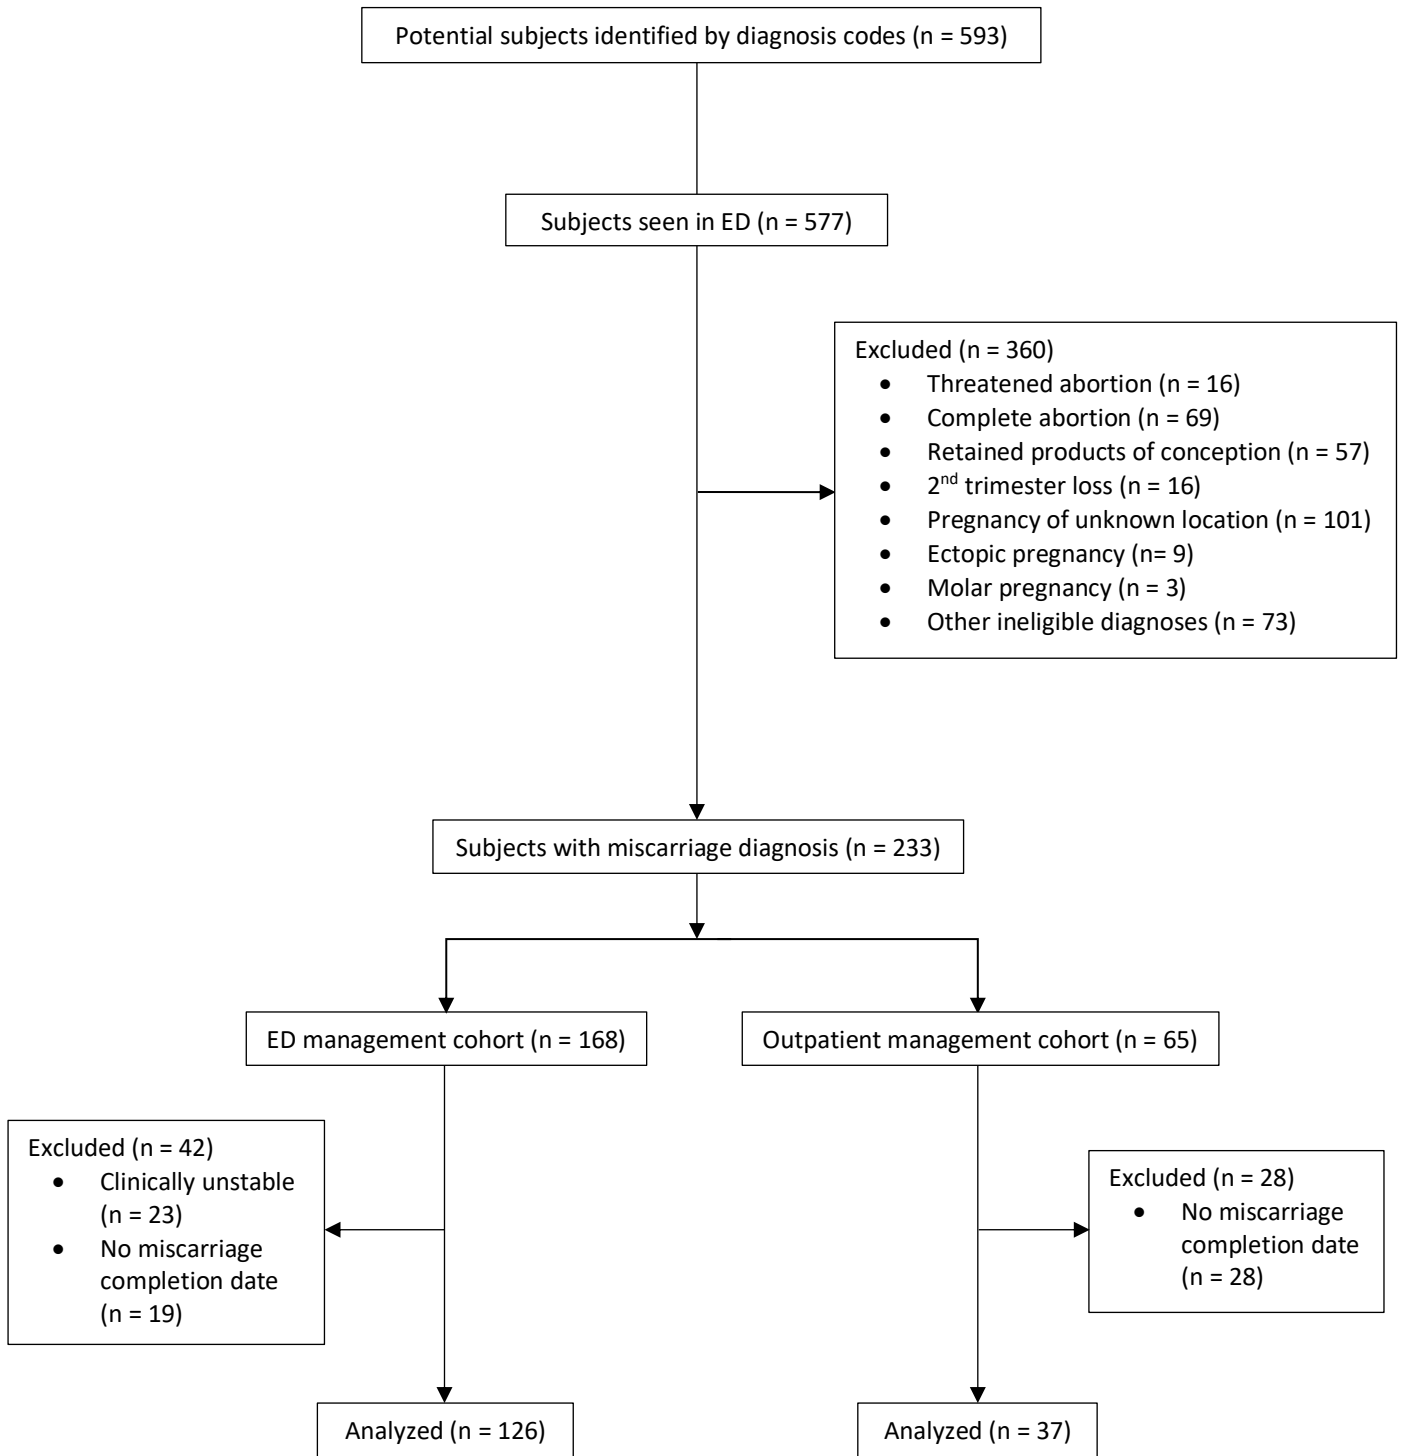 Potential subjects identified by diagnosis codes (n = 593)
Subjects seen in ED (n = 577)
Excluded (n = 360)
• Threatened abortion (n = 16)
• Complete abortion (n = 69)
• Retained products of conception (n = 57)
• 2nd trimester loss (n = 16)
• Pregnancy of unknown location (n = 101)
• Ectopic pregnancy (n= 9)
• Molar pregnancy (n = 3)
• Other ineligible diagnoses (n = 73)
Subjects with miscarriage diagnosis (n = 233)
ED management cohort (n = 168)
Outpatient management cohort (n = 65)
Excluded (n = 42)
• Clinically unstable
(n = 23)
• No miscarriage
completion date
(n = 19)
Excluded (n = 28)
• No miscarriage
completion date
(n = 28)
Analyzed (n = 126)
Analyzed (n = 37)